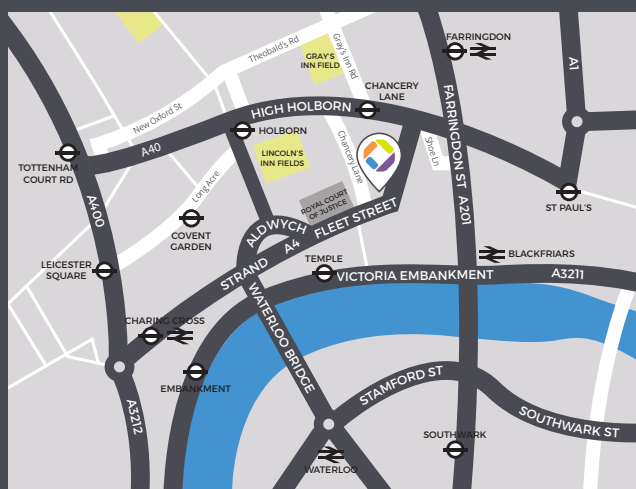 FARRINGDON
Theobald's Rd
Gray's Inn Rd
GRAY'S
INN FIELD
A1
CHANCERY
LANE
HIGH HOLBORN
New Oxford St
HOLBORN
FARRINGDON ST
A201
A40
Chancery Lane
Shoe Ln
LINCOLN'S
INN FIELDS
TOTTENHAM
COURT RD
Long Acre
A400
ROYAL COURT
OF JUSTICE
ST PAUL'S
COVENT
GARDEN
ALDWYCH
FLEET STREET
A4
STRAND
BLACKFRIARS
TEMPLE
LEICESTER
SQUARE
VICTORIA EMBANKMENT
A3211
WATERLOO BRIDGE
CHARING CROSS
EMBANKMENT
STAMFORD ST
A3212
SOUTHWARK ST
SOUTHWARK
WATERLOO